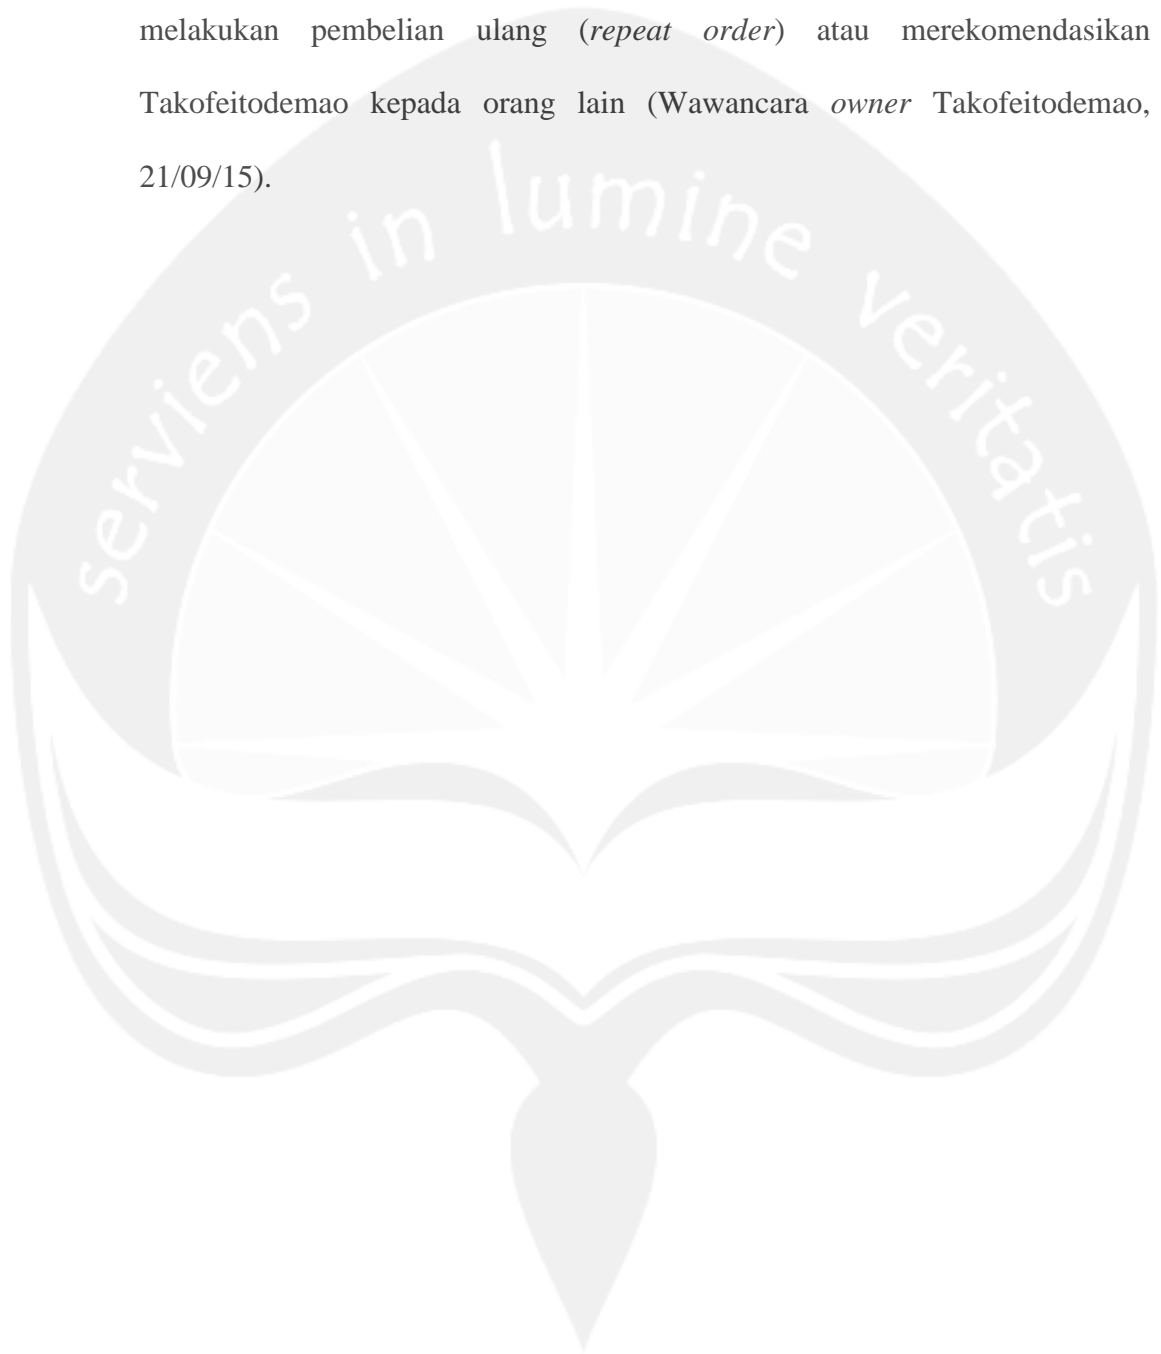 melakukan pembelian ulang (repeat order) atau merekomendasikan
Takofeitodemao kepada orang lain (Wawancara owner Takofeitodemao,
21/09/15).
serviens in lumine veritatis